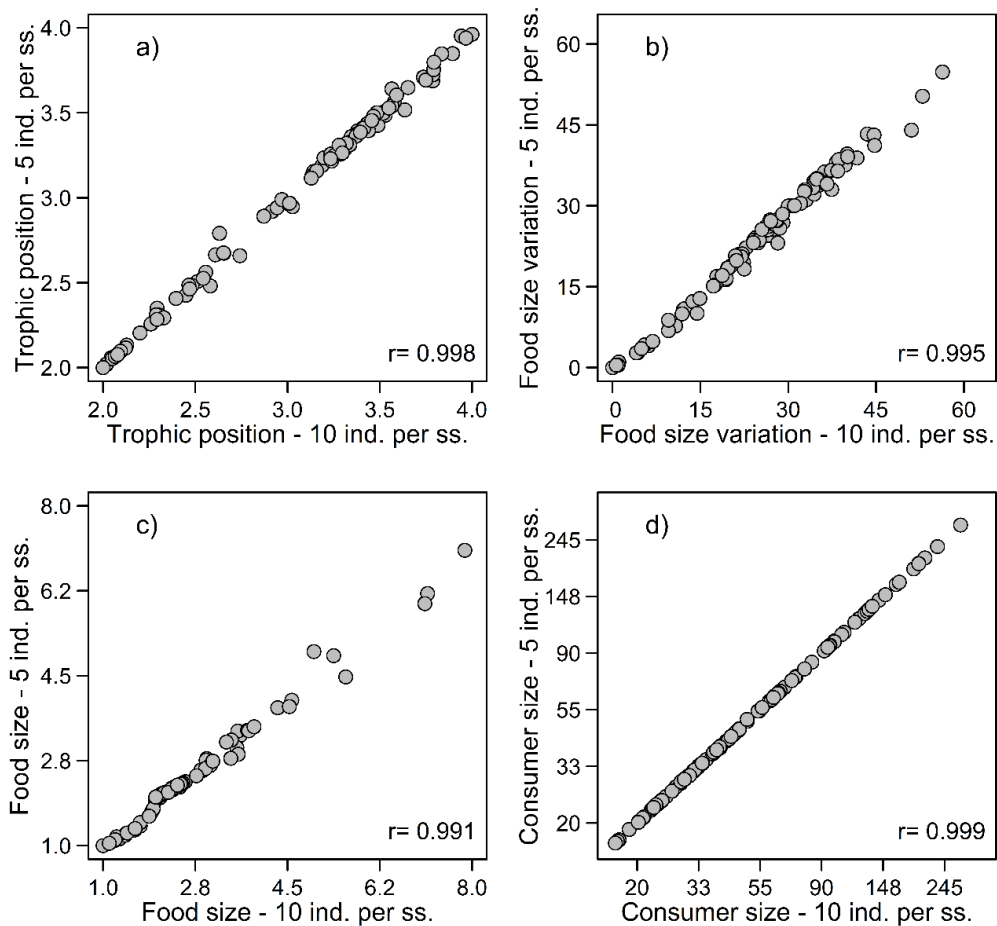 a)
Trophic position - 5 ind. per ss.
4.0
3.5
3.0
2.5
2.0
r= 0.998
2.0 2.5 3.0 3.5 4.0
Trophic position - 10 ind. per ss.
b)
Food size variation - 5 ind. per ss.
60
45
30
15
0
r= 0.995
0 15 30 45 60
Food size variation - 10 ind. per ss.
c)
Food size - 5 ind. per ss.
8.0
6.2
4.5
2.8
1.0
r= 0.991
1.0 2.8 4.5 6.2 8.0
Food size - 10 ind. per ss.
d)
Consumer size - 5 ind. per ss.
245
148
90
55
33
20
r= 0.999
20 33 55 90 148 245
Consumer size - 10 ind. per ss.